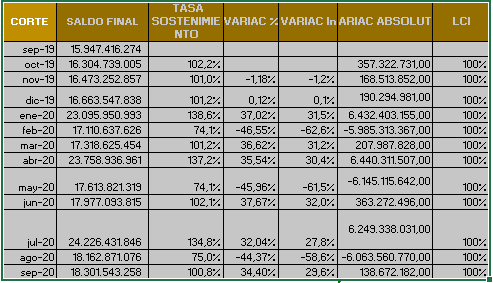 CORTE SALDO FINAL TASA SOSTENIMIE NTO VARIAC % VARIAC ln ARIAC ABSOLUT LCI
sep-19 15.947.416.274
oct-19 16.304.739.005 102,2% 357.322.731,00 100%
nov-19 16.473.252.857 101,0% -1,18% -1,2% 168.513.852,00 100%
dic-19 16.663.547.838 101,2% 0,12% 0,1% 190.294.981,00 100%
ene-20 23.095.950.993 138,6% 37,02% 31,5% 6.432.403.155,00 100%
feb-20 17.110.637.626 74,1% -46,55% -62,6% -5.985.313.367,00 100%
mar-20 17.318.625.454 101,2% 36,62% 31,2% 207.987.828,00 100%
abr-20 23.758.936.961 137,2% 35,54% 30,4% 6.440.311.507,00 100%
may-20 17.613.821.319 74,1% -45,96% -61,5% -6.145.115.642,00 100%
jun-20 17.977.093.815 102,1% 37,67% 32,0% 363.272.496,00 100%
jul-20 24.226.431.846 134,8% 32,04% 27,8% 6.249.338.031,00 100%
ago-20 18.162.871.076 75,0% -44,37% -58,6% -6.063.560.770,00 100%
sep-20 18.301.543.258 100,8% 34,40% 29,6% 138.672.182,00 100%